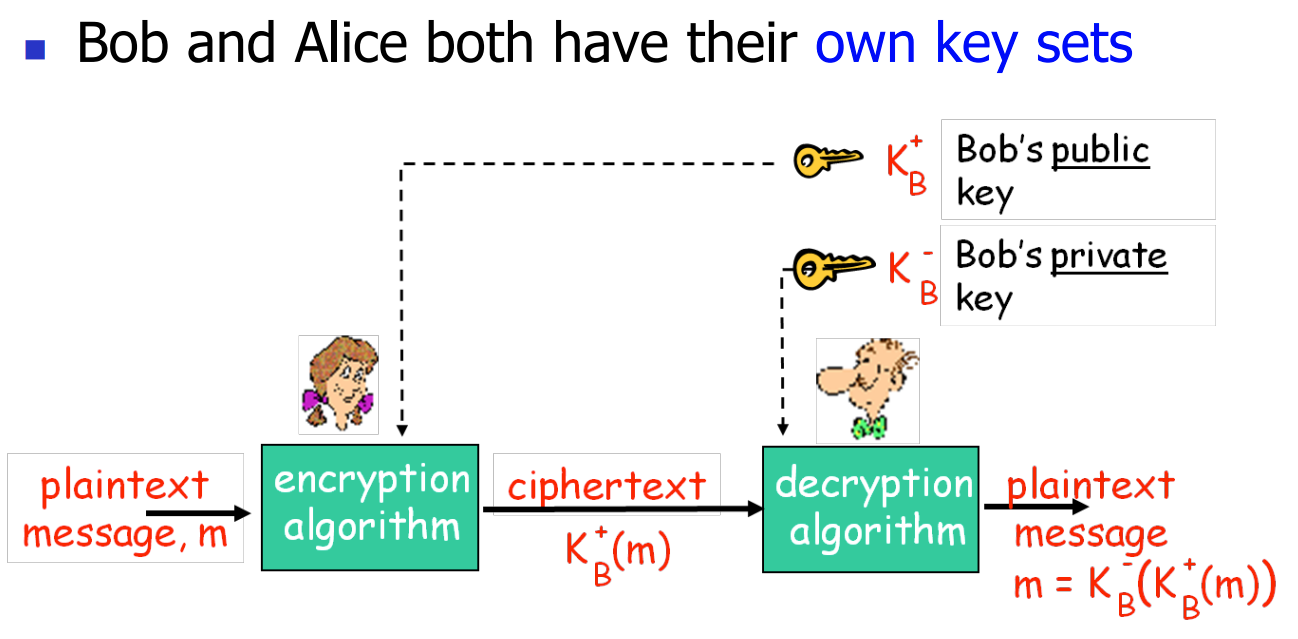 ■ Bob and Alice both have their own key sets
K_B^+ Bob's public
key
K_B^- Bob's private
key
plaintext
message, m
encryption
algorithm
ciphertext
K_B^+(m)
decryption
algorithm
plaintext
message
m = K_B^-(K_B^+(m))